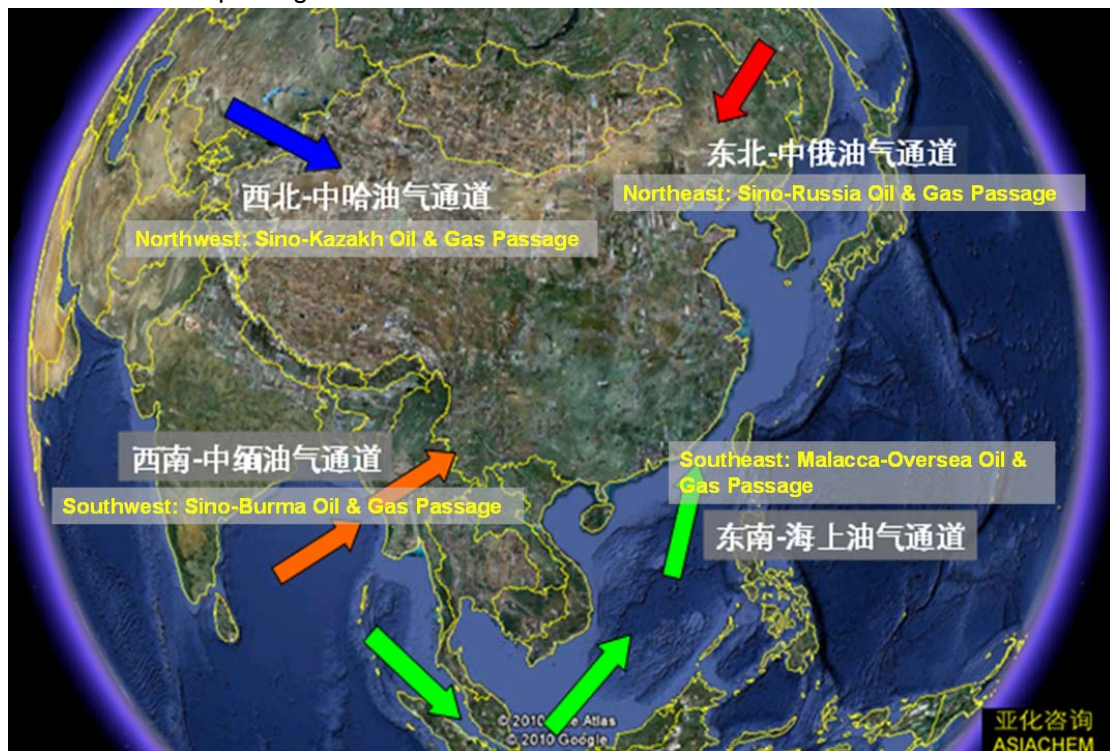 东北-中俄油气通道
Northeast: Sino-Russia Oil & Gas Passage
西北-中哈油气通道
Northwest: Sino-Kazakh Oil & Gas Passage
西南-中缅油气通道
Southwest: Sino-Burma Oil & Gas Passage
Southeast: Malacca-Oversea Oil &
Gas Passage
东南-海上油气通道
© 2010 Atlas
© 2010 Google
亚化咨询
ASIACHEM